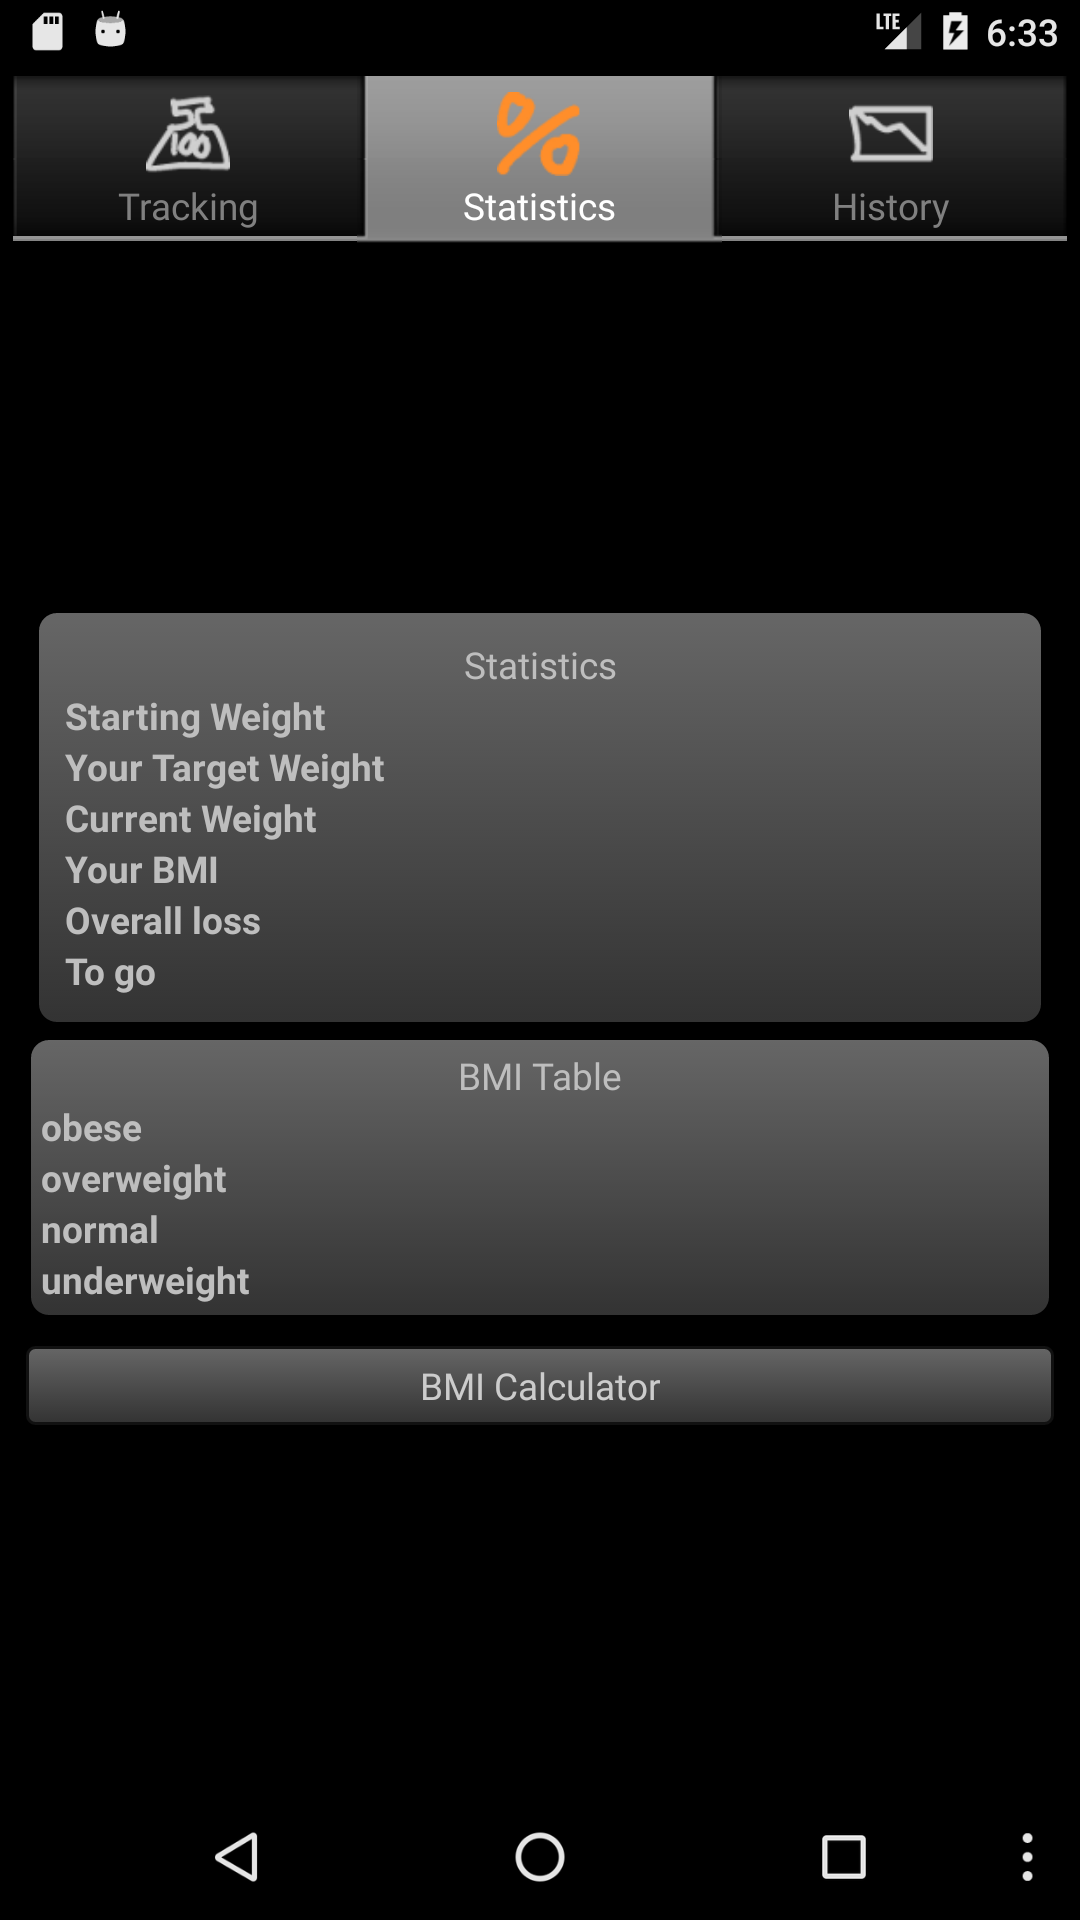 LTE 6:33
100
Tracking Statistics History
Statistics
Starting Weight
Your Target Weight
Current Weight
Your BMI
Overall loss
To go
BMI Table
obese
overweight
normal
underweight
BMI Calculator